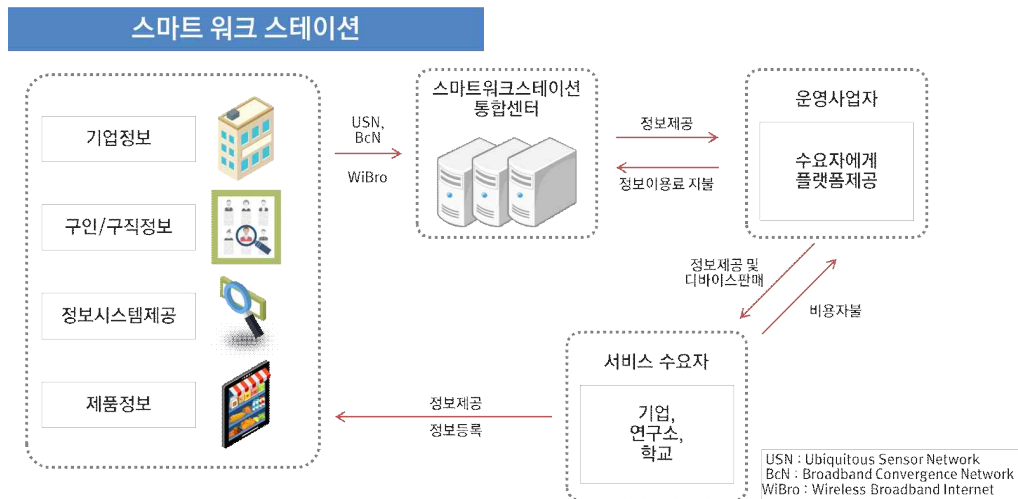 스마트 워크 스테이션
기업정보
구인/구직정보
정보시스템제공
제품정보
USN,
BcN
WiBro
스마트워크스테이션
통합센터
정보제공
정보이용료 지불
운영사업자
수요자에게
플랫폼제공
정보제공 및
디바이스판매
비용자불
서비스 수요자
기업,
연구소,
학교
정보제공
정보등록
USN : Ubiquitous Sensor Network
BcN : Broadband Convergence Network
WiBro : Wireless Broadband Internet